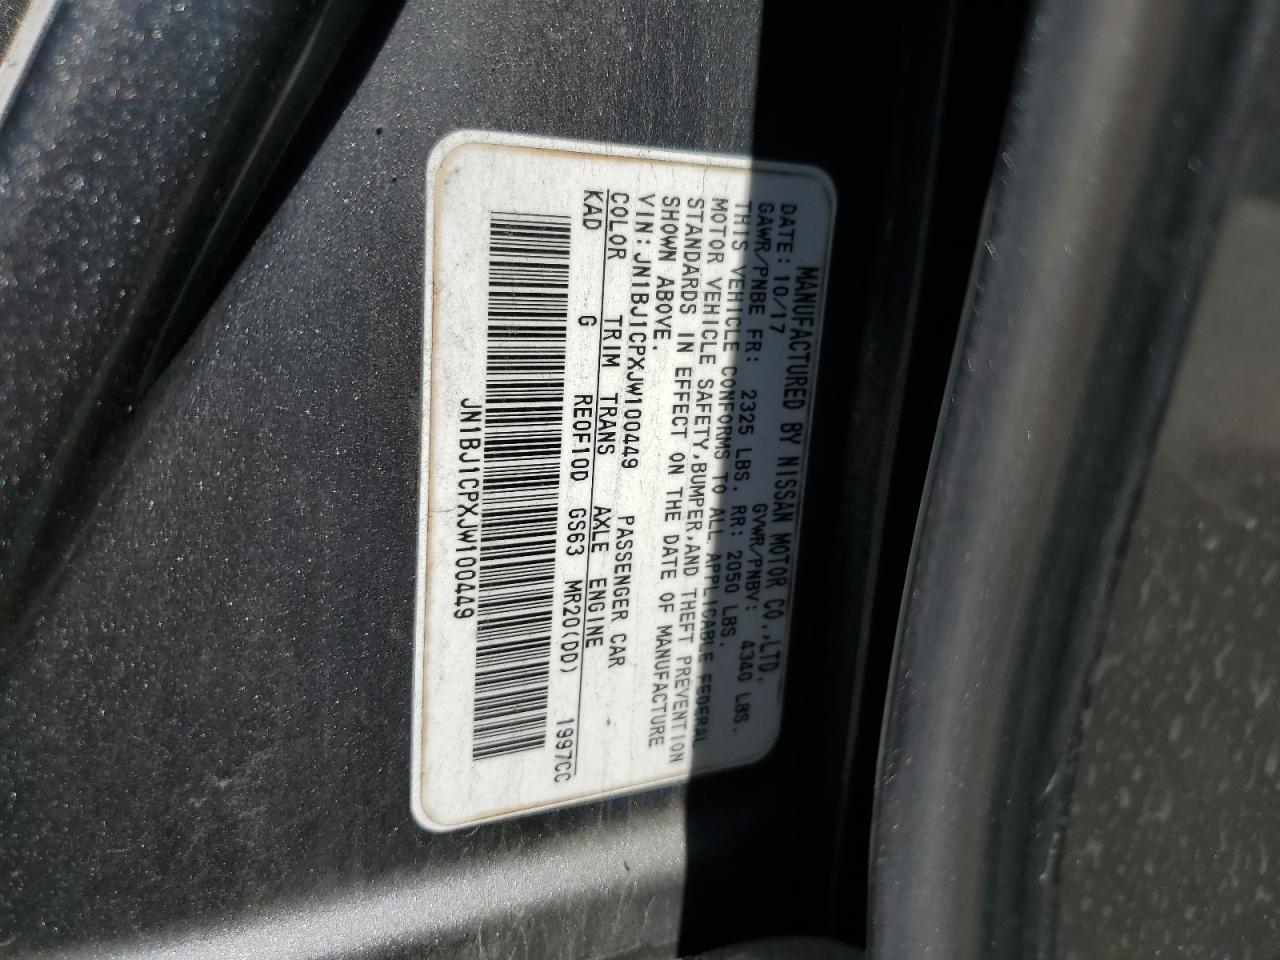 MANUFACTURED BY NISSAN MOTOR CO.,LTD.
DATE: 10/17 GVWR/PNBV: 4340 LBS.
GAWR/PNBE FR: 2325 LBS. RR: 2050 LBS.
THIS VEHICLE CONFORMS TO ALL APPLICABLE FEDERAL
MOTOR VEHICLE SAFETY,BUMPER,AND THEFT PREVENTION
STANDARDS IN EFFECT ON THE DATE OF MANUFACTURE
SHOWN ABOVE.
VIN:JN1BJ1CPXJW100449 PASSENGER CAR
COLOR TRIM TRANS AXLE ENGINE
KAD G RE0F10D GS63 MR20(DD) 1997CC
JN1BJ1CPXJW100449